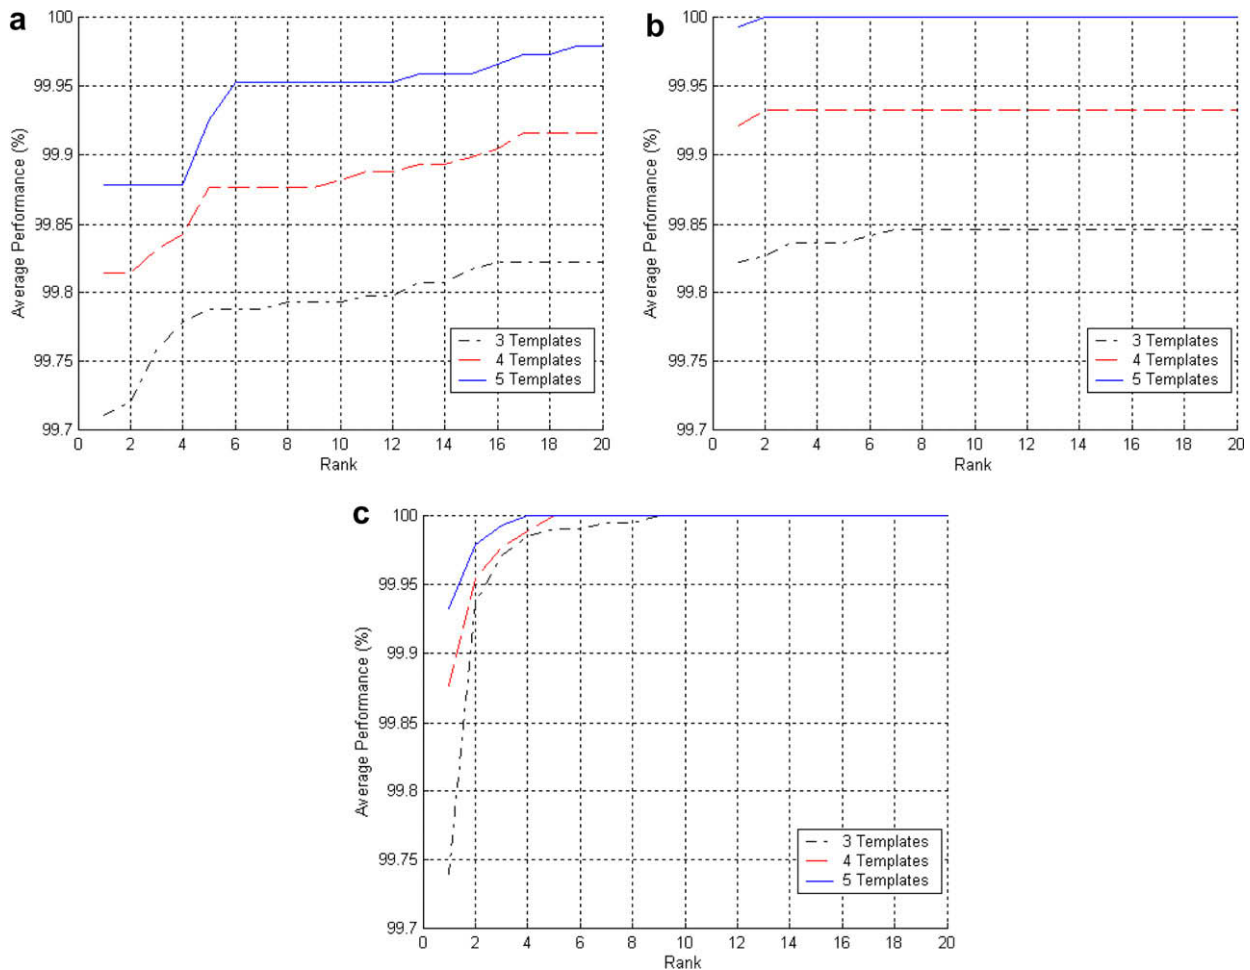 a
100
99.95
99.9
99.85
99.8
99.75
99.7
Average Performance (%)
0 2 4 6 8 10 12 14 16 18 20
Rank
3 Templates
4 Templates
5 Templates
b
100
99.95
99.9
99.85
99.8
99.75
99.7
Average Performance (%)
0 2 4 6 8 10 12 14 16 18 20
Rank
3 Templates
4 Templates
5 Templates
c
100
99.95
99.9
99.85
99.8
99.75
99.7
Average Performance (%)
0 2 4 6 8 10 12 14 16 18 20
Rank
3 Templates
4 Templates
5 Templates